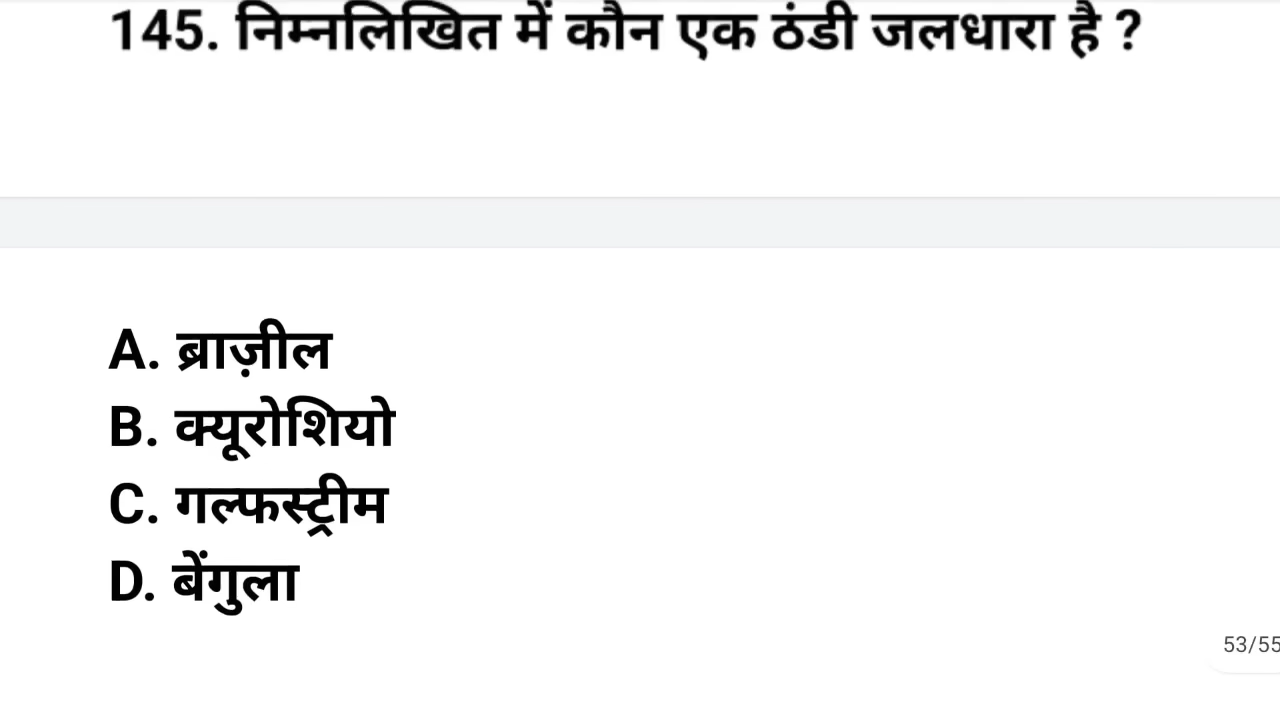 145. निम्नलिखित में कौन एक ठंडी जलधारा है ?
A. ब्राज़ील
B. क्यूरोशियो
C. गल्फस्ट्रीम
D. बेंगुला
53/55